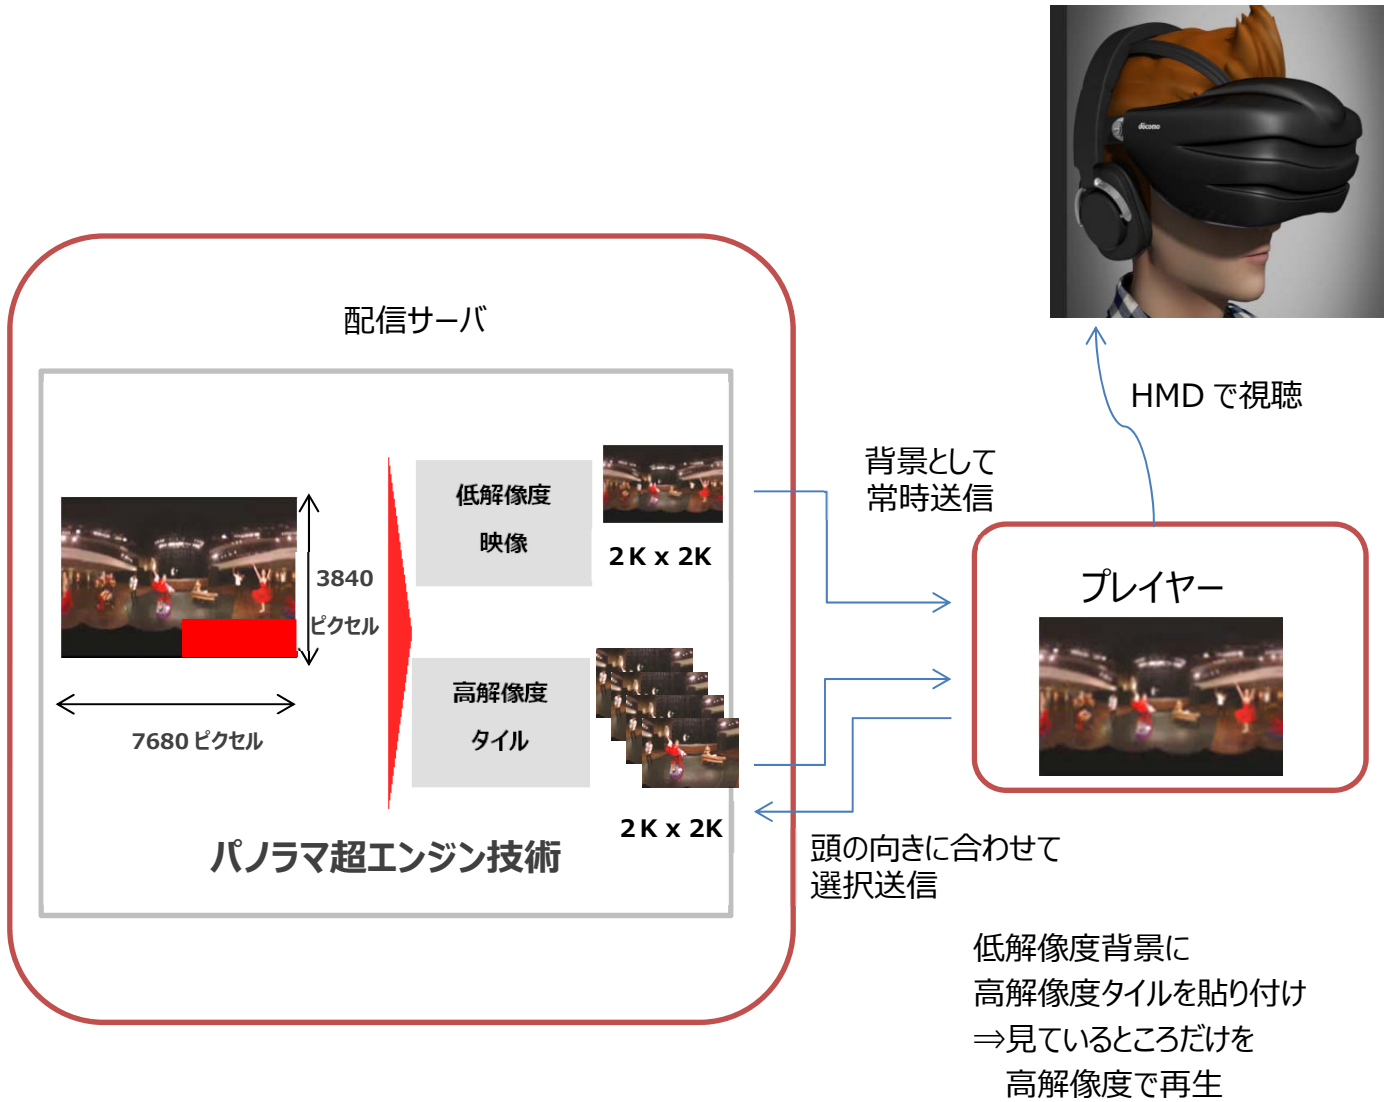 döcomo
配信サーバ
HMD で視聴
背景として
常時送信
低解像度
映像
2K x 2K
3840
ピクセル
7680 ピクセル
高解像度
タイル
2K x 2K
パノラマ超エンジン技術
プレイヤー
頭の向きに合わせて
選択送信
低解像度背景に
高解像度タイルを貼り付け
⇒見ているところだけを
高解像度で再生